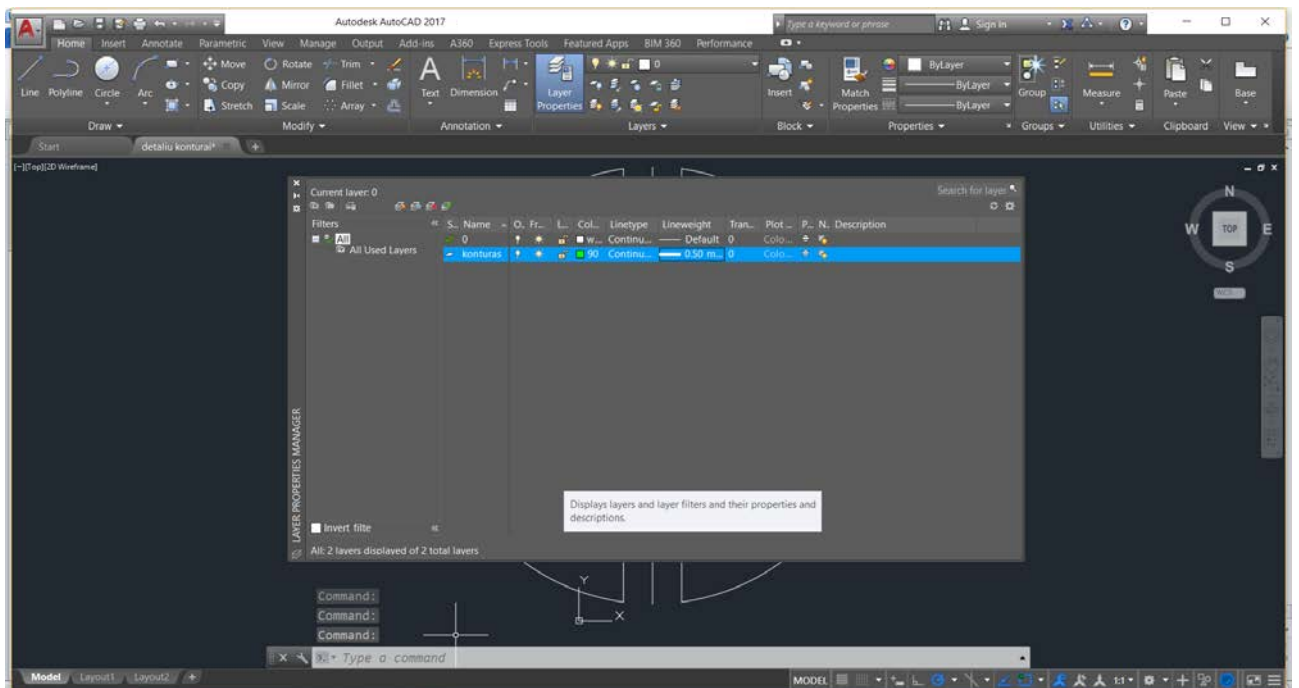 Autodesk AutoCAD 2017
Type a keyword or phrase
Sign In
Home Insert Annotate Parametric View Manage Output Add-ins A360 Express Tools Featured Apps BIM 360 Performance
Move Rotate Trim
Line Polyline Circle Arc Copy Mirror Fillet Text Dimension Layer Properties 0 Insert Match Properties ByLayer Group Measure Paste Base
Stretch Scale Array ByLayer
ByLayer
Draw Modify Annotation Layers Block Properties Groups Utilities Clipboard View
Start detaliu konturai* +
[−][Top][2D Wireframe]
Current layer: 0
Search for layer
Filters S.. Name O. Fr... L... Col... Linetype Lineweight Tran... Plot ... P... N.. Description
All 0 w... Continu... Default 0 Colo...
All Used Layers konturas 90 Continu... 0.50 m... 0 Colo...
N
W TOP E
S
WCS
LAYER PROPERTIES MANAGER
Displays layers and layer filters and their properties and
descriptions.
Invert filte
All: 2 layers displayed of 2 total layers
Y
X
Command:
Command:
Command:
Type a command
Model Layout1 Layout2 +
MODEL 1:1